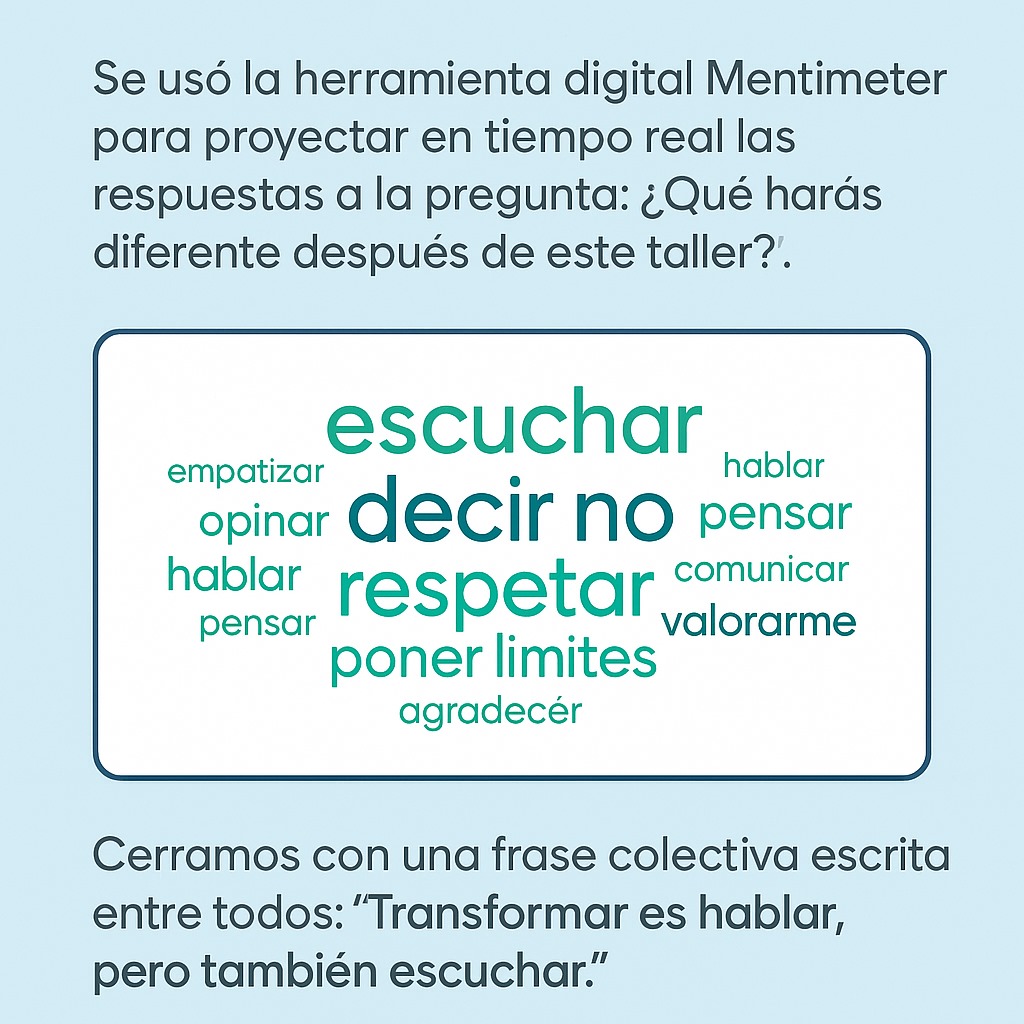 Se usó la herramienta digital Mentimeter
para proyectar en tiempo real las
respuestas a la pregunta: ¿Qué harás
diferente después de este taller?'.
escuchar
empatizar
hablar
opinar
decir no
pensar
hablar
respetar
comunicar
pensar
valorarme
poner limites
agradecér
Cerramos con una frase colectiva escrita
entre todos: “Transformar es hablar,
pero también escuchar.”